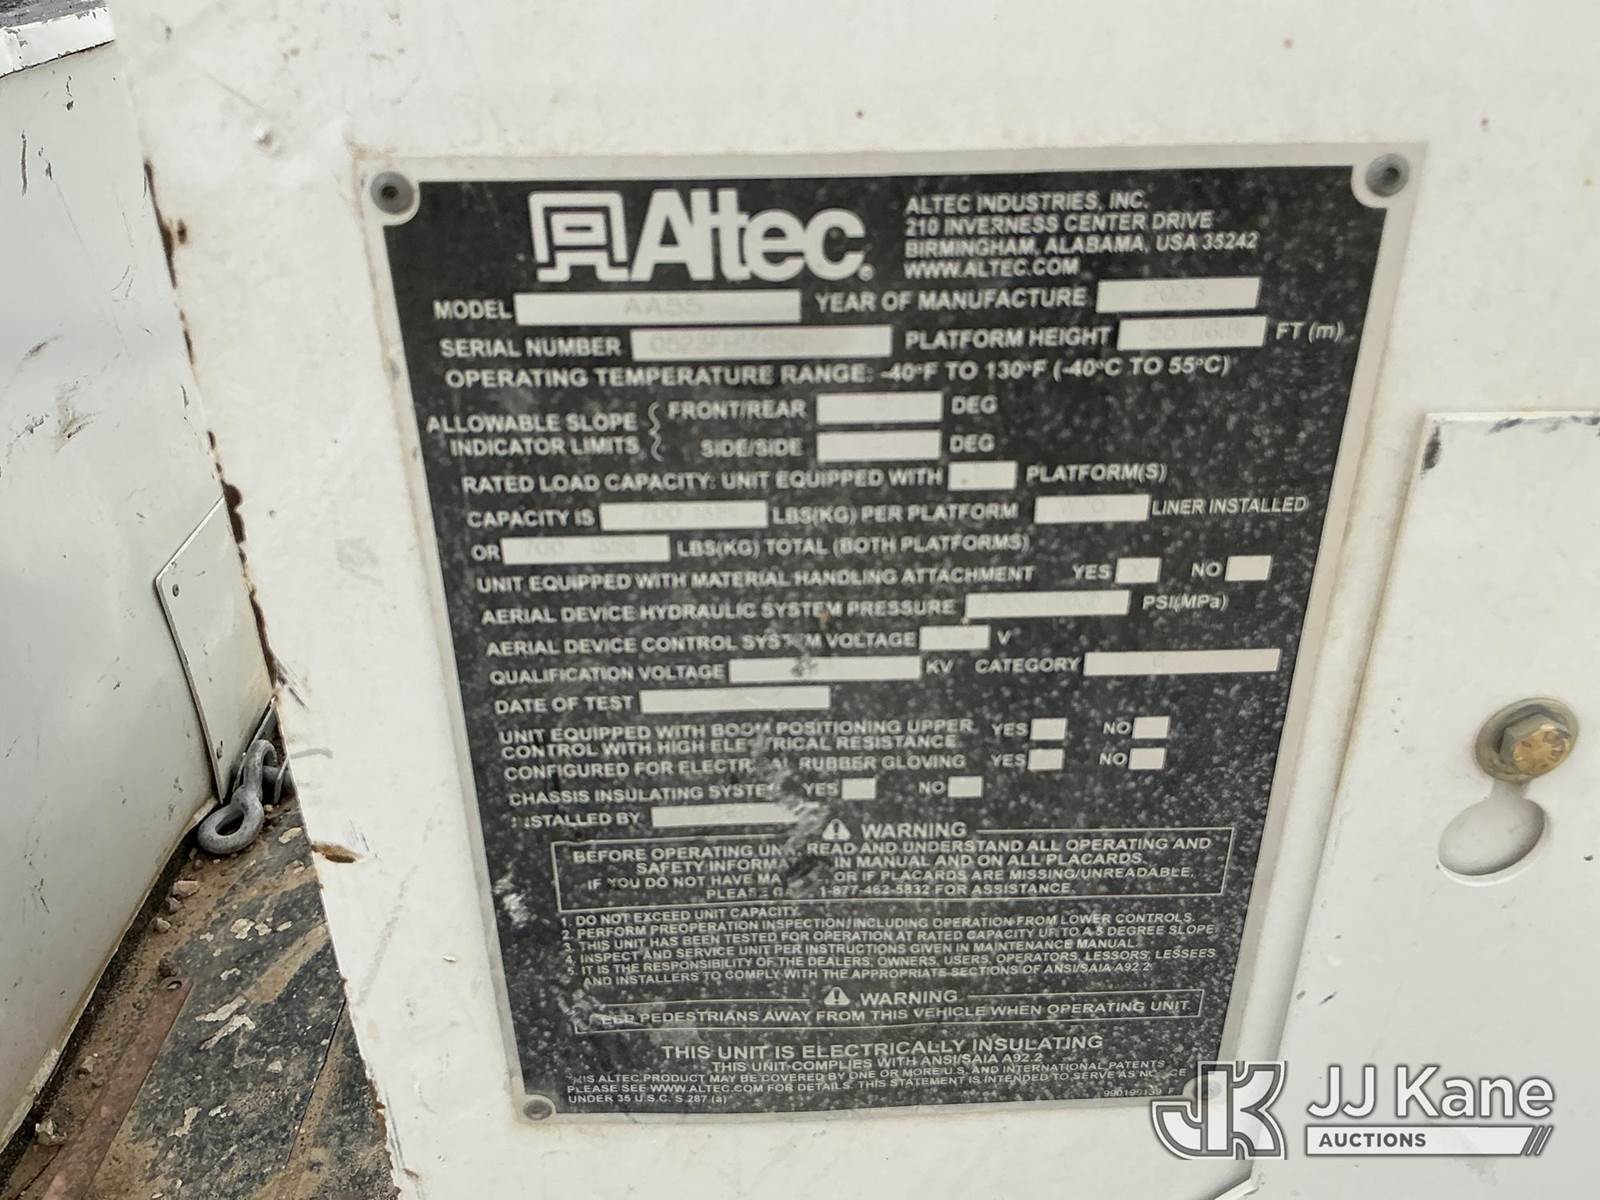 Altec
ALTEC INDUSTRIES, INC.
210 INVERNESS CENTER DRIVE
BIRMINGHAM, ALABAMA, USA 35242
WWW.ALTEC.COM
MODEL AA55 YEAR OF MANUFACTURE 2023
SERIAL NUMBER PLATFORM HEIGHT 55 FT (m)
OPERATING TEMPERATURE RANGE: -40°F TO 130°F (-40°C TO 55°C)
ALLOWABLE SLOPE FRONT/REAR DEG
INDICATOR LIMITS SIDE/SIDE DEG
RATED LOAD CAPACITY: UNIT EQUIPPED WITH PLATFORM(S)
CAPACITY IS 700 LBS(KG) PER PLATFORM LINER INSTALLED
OR 700 LBS(KG) TOTAL (BOTH PLATFORMS)
UNIT EQUIPPED WITH MATERIAL HANDLING ATTACHMENT YES NO
AERIAL DEVICE HYDRAULIC SYSTEM PRESSURE PSI(MPa)
AERIAL DEVICE CONTROL SYST M VOLTAGE V
QUALIFICATION VOLTAGE KV CATEGORY C
DATE OF TEST
UNIT EQUIPPED WITH BOOM POSITIONING UPPER YES NO
CONTROL WITH HIGH ELECTRICAL RESISTANCE
CONFIGURED FOR ELECTR AL RUBBER GLOVING YES NO
CHASSIS INSULATING SYSTE YES NO
INSTALLED BY
WARNING
BEFORE OPERATING UN READ AND UNDERSTAND ALL OPERATING AND
SAFETY INFORMA IN MANUAL AND ON ALL PLACARDS.
IF YOU DO NOT HAVE MA OR IF PLACARDS ARE MISSING/UNREADABLE,
PLEASE CA 1-877-462-5832 FOR ASSISTANCE.
1. DO NOT EXCEED UNIT CAPACITY.
2. PERFORM PREOPERATION INSPECTION INCLUDING OPERATION FROM LOWER CONTROLS.
3. THIS UNIT HAS BEEN TESTED FOR OPERATION AT RATED CAPACITY UP TO A 5 DEGREE SLOPE.
4. INSPECT AND SERVICE UNIT PER INSTRUCTIONS GIVEN IN MAINTENANCE MANUAL.
5. IT IS THE RESPONSIBILITY OF THE DEALERS, OWNERS, USERS, OPERATORS, LESSORS, LESSEES
AND INSTALLERS TO COMPLY WITH THE APPROPRIATE SECTIONS OF ANSI/SAIA A92.2
WARNING
EEP PEDESTRIANS AWAY FROM THIS VEHICLE WHEN OPERATING UNIT.
THIS UNIT IS ELECTRICALLY INSULATING
THIS UNIT COMPLIES WITH ANSI/SAIA A92.2
THIS ALTEC PRODUCT MAY BE COVERED BY ONE OR MORE U.S. AND INTERNATIONAL PATENTS
PLEASE SEE WWW.ALTEC.COM FOR DETAILS. THIS STATEMENT IS INTENDED TO SERVE AS NOTICE
UNDER 35 U.S.C. S 287 (a) 990199139 F
JK JJ Kane
AUCTIONS